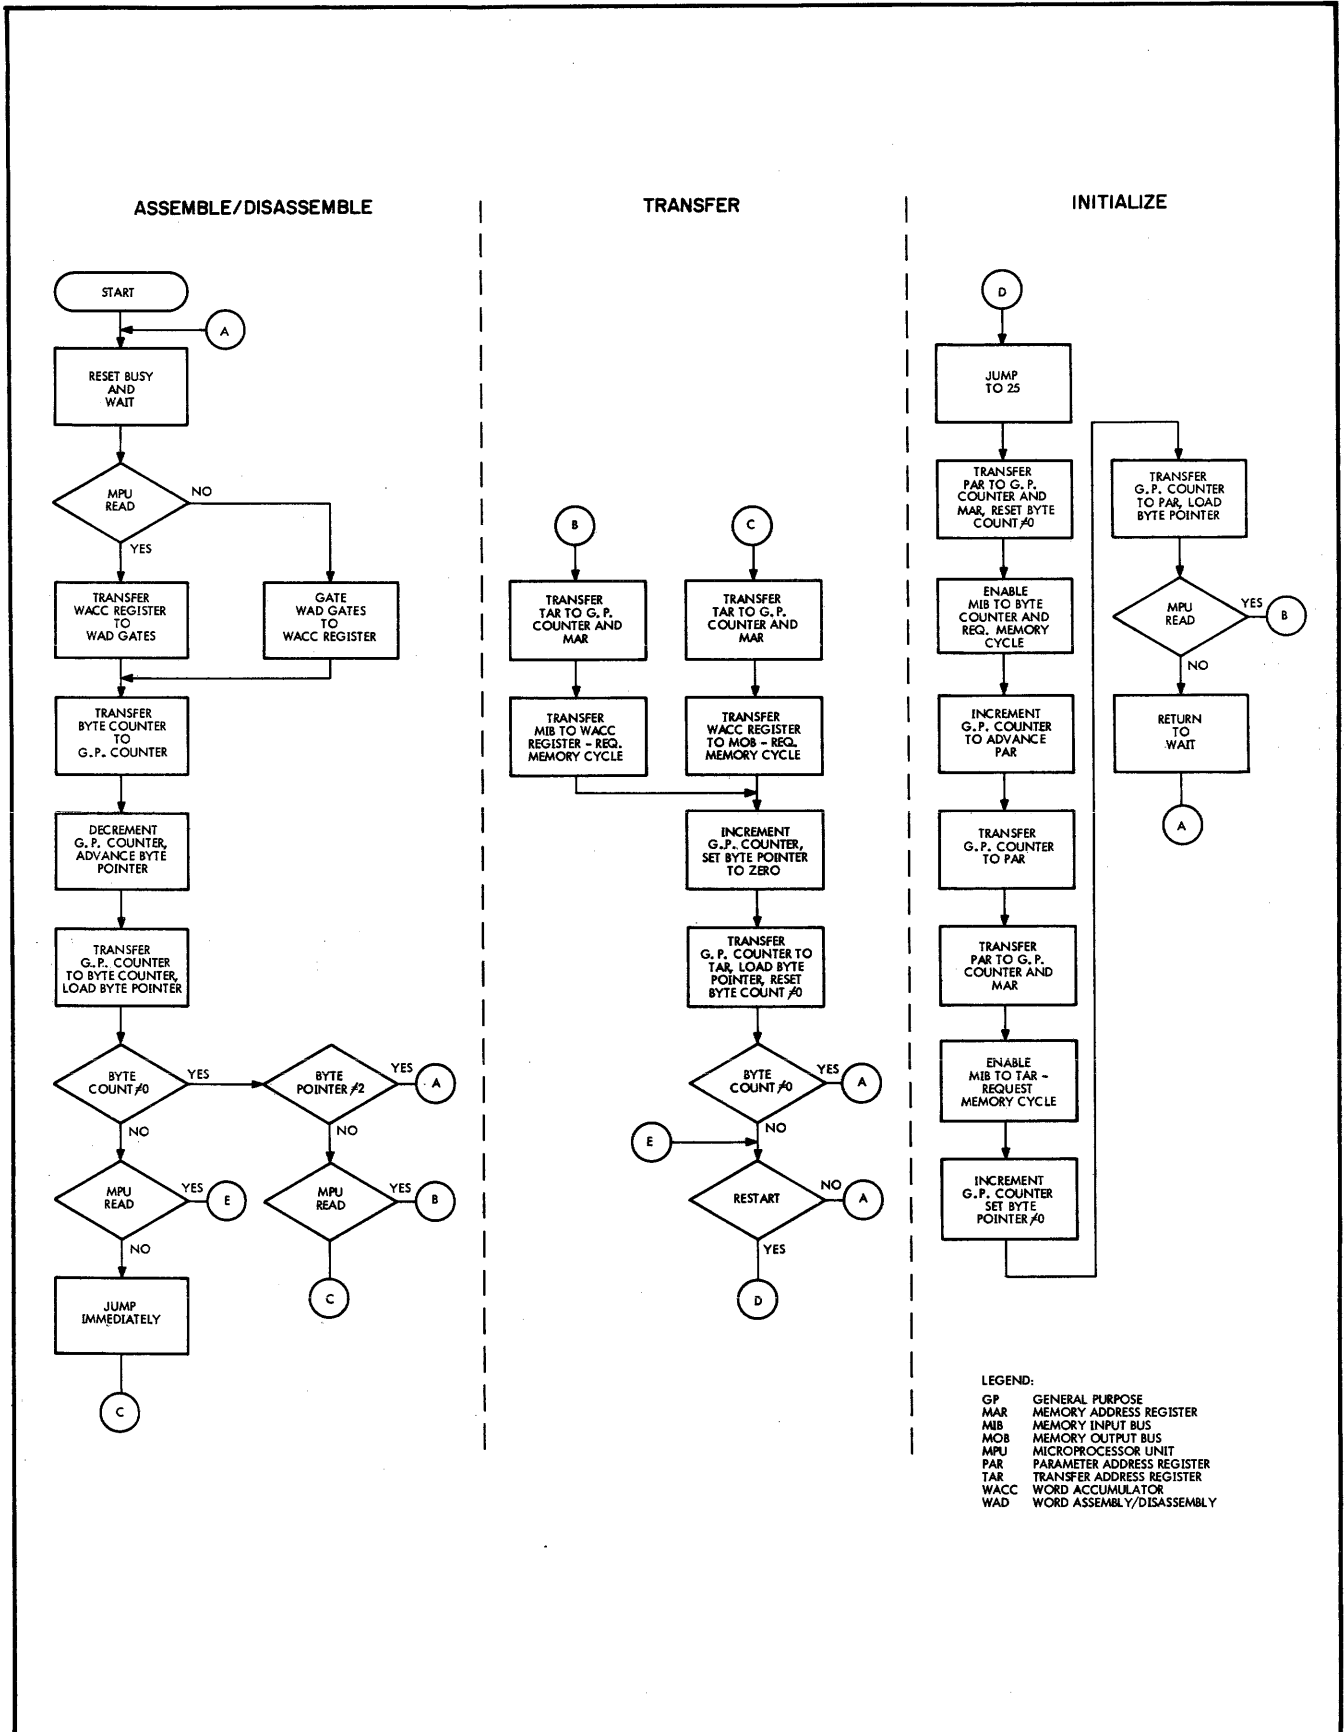 ASSEMBLE/DISASSEMBLE
START
A
RESET BUSY
AND
WAIT
MPU
READ
NO
YES
TRANSFER
WACC REGISTER
TO
WAD GATES
GATE
WAD GATES
TO
WACC REGISTER
TRANSFER
BYTE COUNTER
TO
G.P. COUNTER
DECREMENT
G.P. COUNTER,
ADVANCE BYTE
POINTER
TRANSFER
G.P. COUNTER
TO BYTE COUNTER,
LOAD BYTE POINTER
BYTE
COUNT ≠0
YES
BYTE
POINTER ≠2
YES
A
NO
NO
MPU
READ
YES
E
MPU
READ
YES
B
NO
C
JUMP
IMMEDIATELY
C
TRANSFER
B
C
TRANSFER
TAR TO G.P.
COUNTER AND
MAR
TRANSFER
TAR TO G.P.
COUNTER AND
MAR
TRANSFER
MIB TO WACC
REGISTER - REQ.
MEMORY CYCLE
TRANSFER
WACC REGISTER
TO MOB - REQ.
MEMORY CYCLE
INCREMENT
G.P. COUNTER,
SET BYTE POINTER
TO ZERO
TRANSFER
G.P. COUNTER TO
TAR, LOAD BYTE
POINTER, RESET
BYTE COUNT ≠0
BYTE
COUNT ≠0
YES
A
NO
E
RESTART
NO
A
YES
D
INITIALIZE
D
JUMP
TO 25
TRANSFER
PAR TO G.P.
COUNTER AND
MAR, RESET BYTE
COUNT ≠0
ENABLE
MIB TO BYTE
COUNTER AND
REQ. MEMORY
CYCLE
INCREMENT
G.P. COUNTER
TO ADVANCE
PAR
TRANSFER
G.P. COUNTER
TO PAR
TRANSFER
PAR TO G.P.
COUNTER AND
MAR
ENABLE
MIB TO TAR -
REQUEST
MEMORY CYCLE
INCREMENT
G.P. COUNTER
SET BYTE
POINTER ≠0
TRANSFER
G.P. COUNTER
TO PAR, LOAD
BYTE POINTER
MPU
READ
YES
B
NO
RETURN
TO
WAIT
A
LEGEND:
GP GENERAL PURPOSE
MAR MEMORY ADDRESS REGISTER
MIB MEMORY INPUT BUS
MOB MEMORY OUTPUT BUS
MPU MICROPROCESSOR UNIT
PAR PARAMETER ADDRESS REGISTER
TAR TRANSFER ADDRESS REGISTER
WACC WORD ACCUMULATOR
WAD WORD ASSEMBLY/DISASSEMBLY